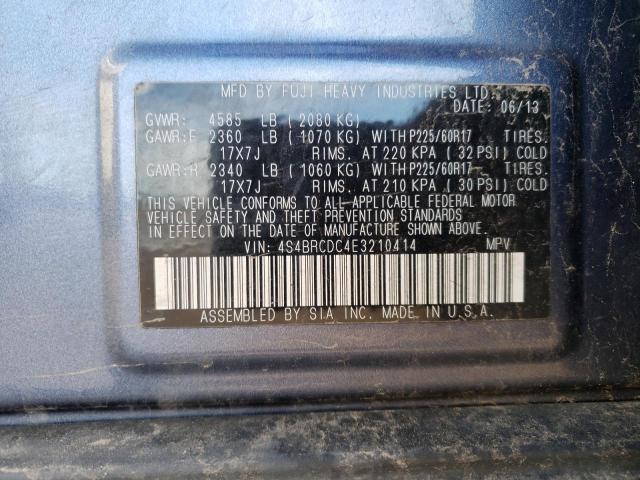 MFD BY FUJI HEAVY INDUSTRIES LTD.
DATE: 06/13
GVWR: 4585 LB ( 2080 KG)
GAWR:F 2360 LB ( 1070 KG) WITH P225/60R17 TIRES.
17X7J RIMS. AT 220 KPA ( 32 PSI) COLD
GAWR:R 2340 LB ( 1060 KG) WITH P225/60R17 TIRES.
17X7J RIMS. AT 210 KPA ( 30 PSI) COLD
THIS VEHICLE CONFORMS TO ALL APPLICABLE FEDERAL MOTOR
VEHICLE SAFETY AND THEFT PREVENTION STANDARDS
IN EFFECT ON THE DATE OF MANUFACTURE SHOWN ABOVE.
VIN: 4S4BRCDC4E3210414 MPV
ASSEMBLED BY SIA INC. MADE IN U.S.A.